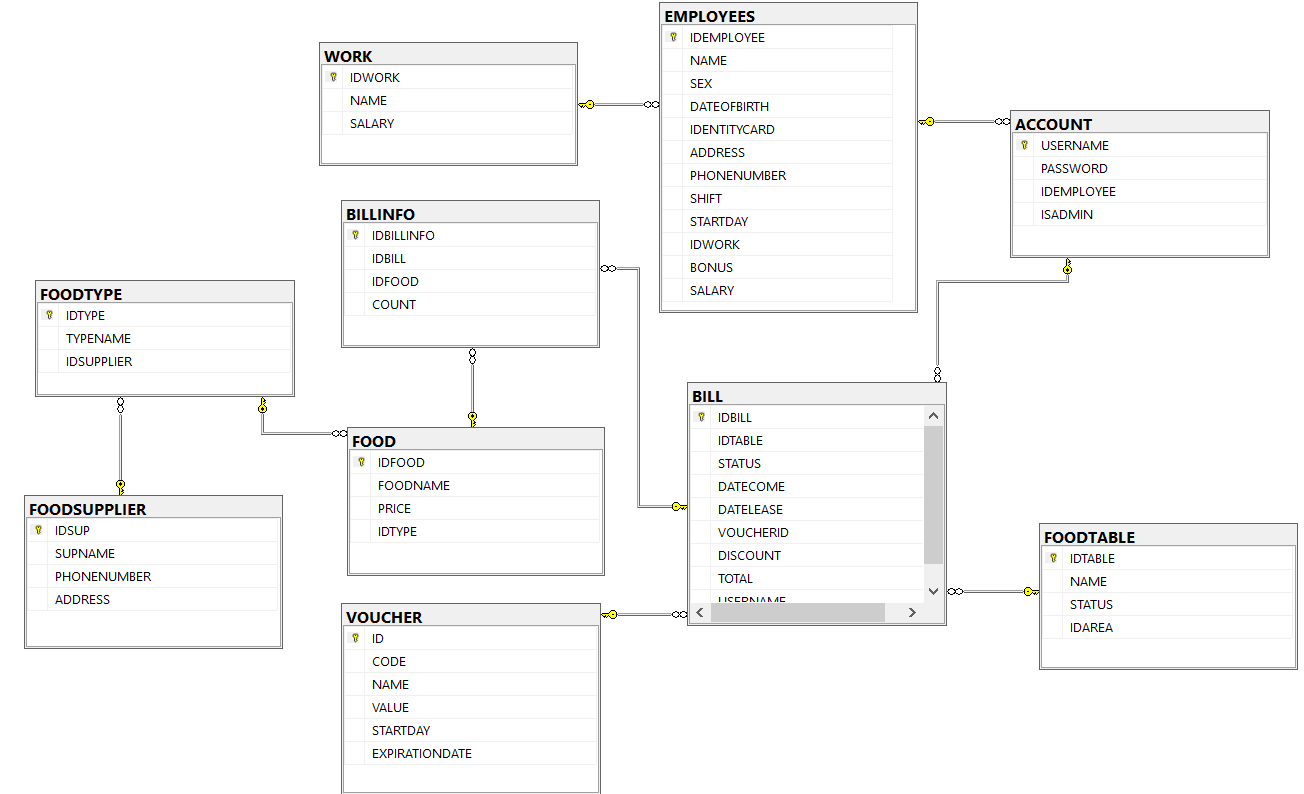 EMPLOYEES
IDEMPLOYEE
NAME
SEX
DATEOFBIRTH
IDENTITYCARD
ADDRESS
PHONENUMBER
SHIFT
STARTDAY
IDWORK
BONUS
SALARY
WORK
IDWORK
NAME
SALARY
ACCOUNT
USERNAME
PASSWORD
IDEMPLOYEE
ISADMIN
BILLINFO
IDBILLINFO
IDBILL
IDFOOD
COUNT
FOODTYPE
IDTYPE
TYPENAME
IDSUPPLIER
BILL
IDBILL
IDTABLE
STATUS
DATECOME
DATELEASE
VOUCHERID
DISCOUNT
TOTAL
USERNAME
FOOD
IDFOOD
FOODNAME
PRICE
IDTYPE
FOODSUPPLIER
IDSUP
SUPNAME
PHONENUMBER
ADDRESS
FOODTABLE
IDTABLE
NAME
STATUS
IDAREA
VOUCHER
ID
CODE
NAME
VALUE
STARTDAY
EXPIRATIONDATE